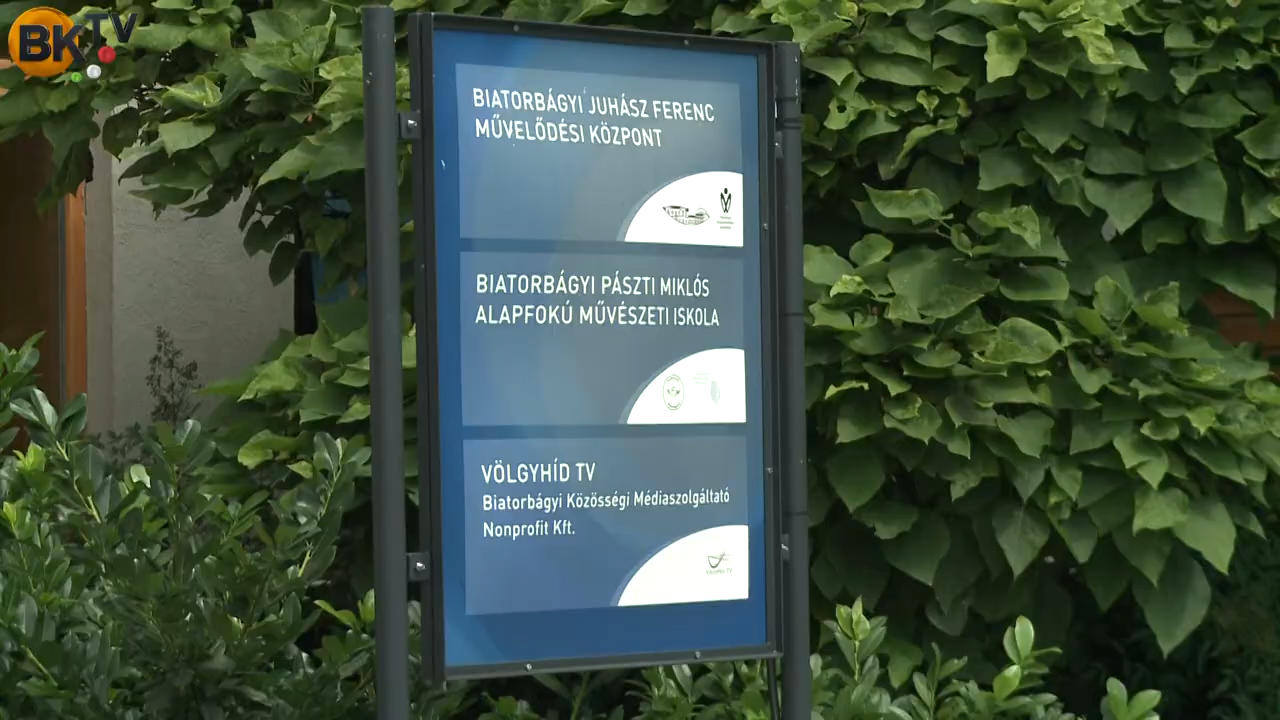 BKTV
BIATORBÁGYI JUHÁSZ FERENC
MŰVELŐDÉSI KÖZPONT
BIATORBÁGYI PÁSZTI MIKLÓS
ALAPFOKÚ MŰVÉSZETI ISKOLA
VÖLGYHÍD TV
Biatorbágyi Közösségi Médiaszolgáltató
Nonprofit Kft.